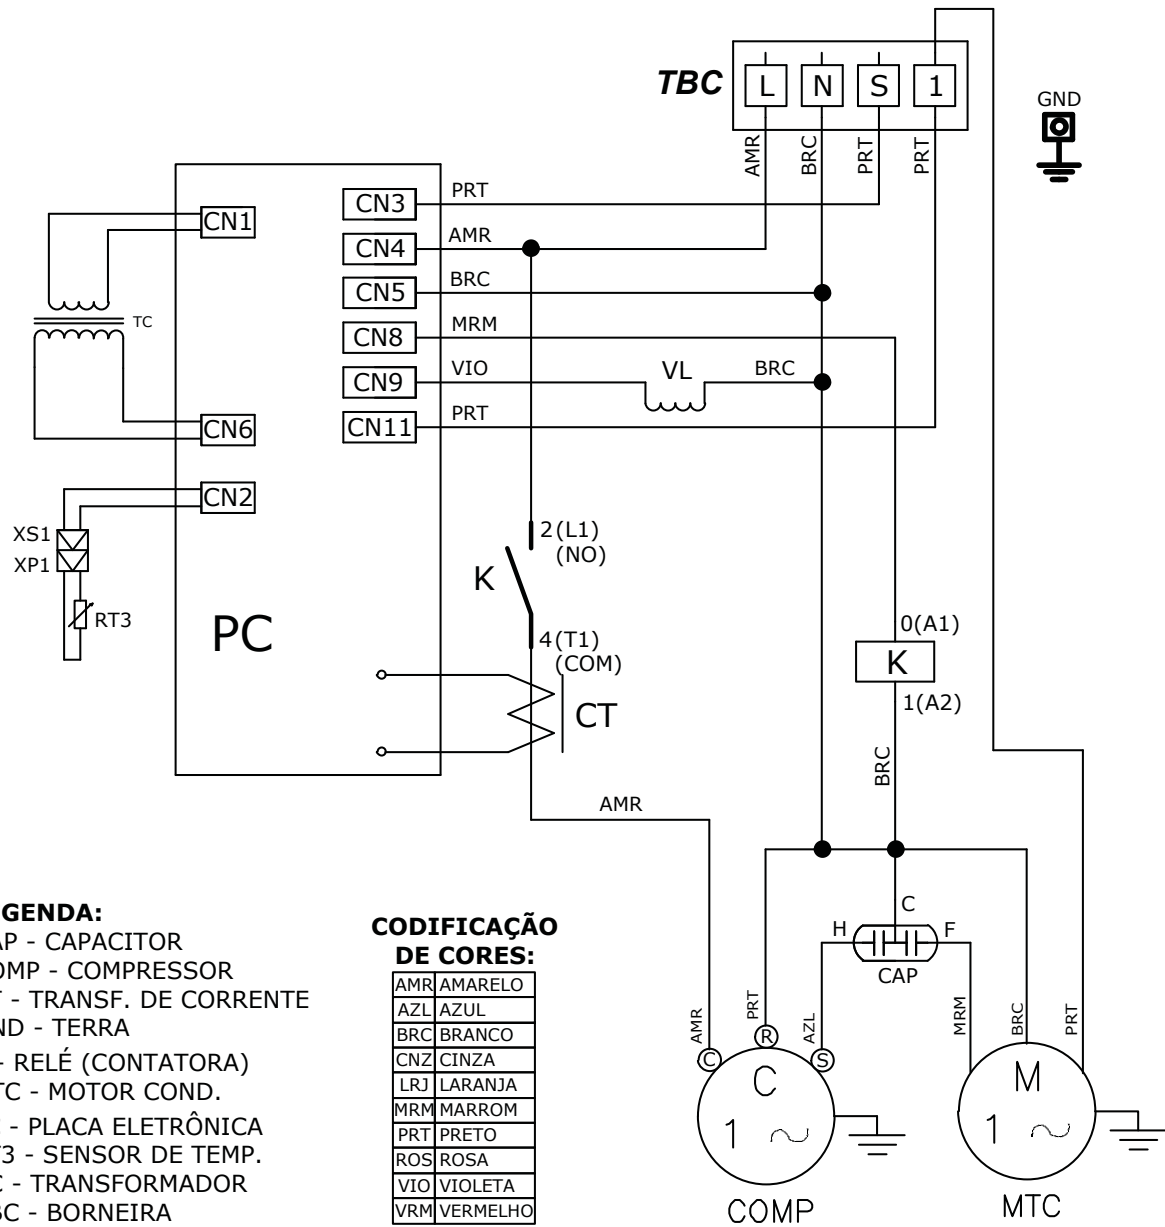 TBC
L N S 1
GND
AMR BRC PRT PRT
CN1
CN3 PRT
CN4 AMR
CN5 BRC
CN8 MRM
CN9 VIO VL BRC
CN11 PRT
TC
CN6
CN2
XS1
XP1
RT3
PC
2(L1)
(NO)
K
4(T1)
(COM)
CT
0(A1)
K
1(A2)
BRC
AMR
C
H F
CAP
AMR PRT AZL MRM BRC PRT
C R S
C
1
COMP
M
1
MTC
GENDA:
AP - CAPACITOR
OMP - COMPRESSOR
T - TRANSF. DE CORRENTE
ND - TERRA
- RELÉ (CONTATORA)
TC - MOTOR COND.
- PLACA ELETRÔNICA
T3 - SENSOR DE TEMP.
C - TRANSFORMADOR
BC - BORNEIRA
CODIFICAÇÃO
DE CORES:
AMR AMARELO
AZL AZUL
BRC BRANCO
CNZ CINZA
LRJ LARANJA
MRM MARROM
PRT PRETO
ROS ROSA
VIO VIOLETA
VRM VERMELHO